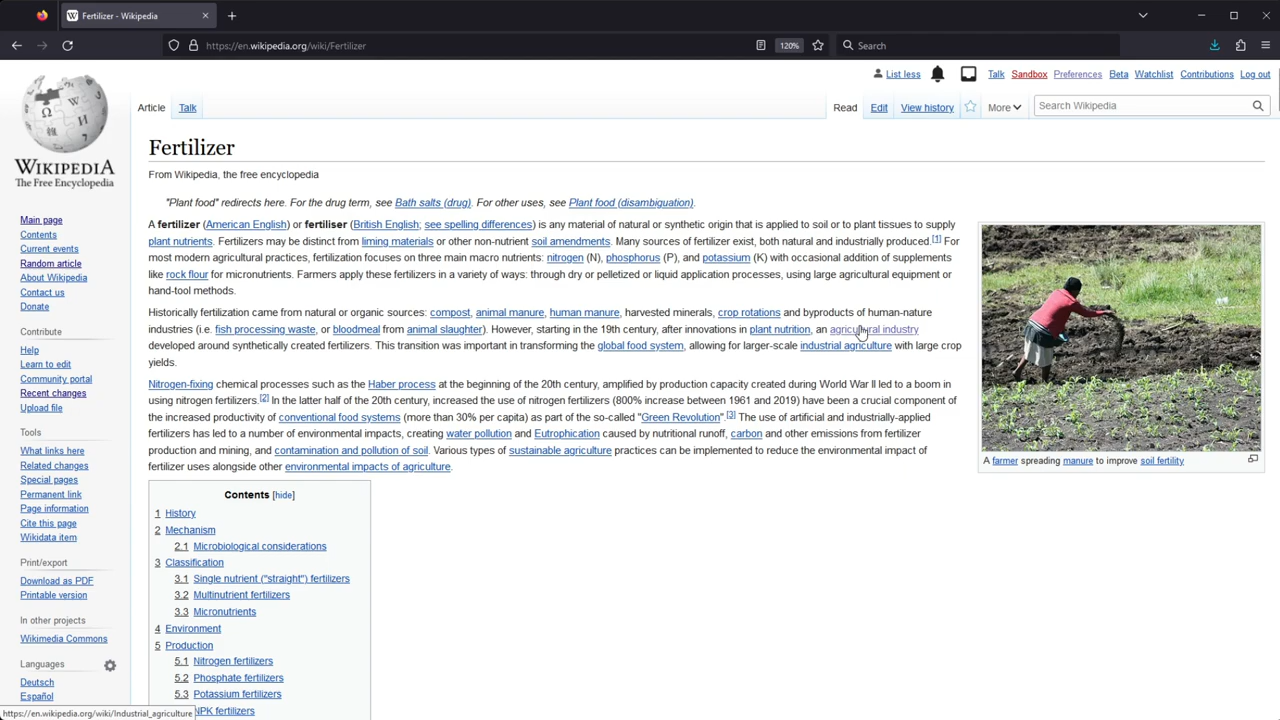 Fertilizer - Wikipedia
https://en.wikipedia.org/wiki/Fertilizer
120%
Search
List less
Talk
Sandbox
Preferences
Beta
Watchlist
Contributions
Log out
Article
Talk
Read
Edit
View history
More
Search Wikipedia
WIKIPEDIA
The Free Encyclopedia
Main page
Contents
Current events
Random article
About Wikipedia
Contact us
Donate
Contribute
Help
Learn to edit
Community portal
Recent changes
Upload file
Tools
What links here
Related changes
Special pages
Permanent link
Page information
Cite this page
Wikidata item
Print/export
Download as PDF
Printable version
In other projects
Wikimedia Commons
Languages
Deutsch
Español
https://en.wikipedia.org/wiki/Industrial_agriculture
Fertilizer
From Wikipedia, the free encyclopedia
"Plant food" redirects here. For the drug term, see Bath salts (drug). For other uses, see Plant food (disambiguation).
A fertilizer (American English) or fertiliser (British English; see spelling differences) is any material of natural or synthetic origin that is applied to soil or to plant tissues to supply
plant nutrients. Fertilizers may be distinct from liming materials or other non-nutrient soil amendments. Many sources of fertilizer exist, both natural and industrially produced.[1] For
most modern agricultural practices, fertilization focuses on three main macro nutrients: nitrogen (N), phosphorus (P), and potassium (K) with occasional addition of supplements
like rock flour for micronutrients. Farmers apply these fertilizers in a variety of ways: through dry or pelletized or liquid application processes, using large agricultural equipment or
hand-tool methods.
Historically fertilization came from natural or organic sources: compost, animal manure, human manure, harvested minerals, crop rotations and byproducts of human-nature
industries (i.e. fish processing waste, or bloodmeal from animal slaughter). However, starting in the 19th century, after innovations in plant nutrition, an agricultural industry
developed around synthetically created fertilizers. This transition was important in transforming the global food system, allowing for larger-scale industrial agriculture with large crop
yields.
Nitrogen-fixing chemical processes such as the Haber process at the beginning of the 20th century, amplified by production capacity created during World War II led to a boom in
using nitrogen fertilizers.[2] In the latter half of the 20th century, increased the use of nitrogen fertilizers (800% increase between 1961 and 2019) have been a crucial component of
the increased productivity of conventional food systems (more than 30% per capita) as part of the so-called "Green Revolution".[3] The use of artificial and industrially-applied
fertilizers has led to a number of environmental impacts, creating water pollution and Eutrophication caused by nutritional runoff, carbon and other emissions from fertilizer
production and mining, and contamination and pollution of soil. Various types of sustainable agriculture practices can be implemented to reduce the environmental impact of
fertilizer uses alongside other environmental impacts of agriculture.
A farmer spreading manure to improve soil fertility
Contents [hide]
1 History
2 Mechanism
2.1 Microbiological considerations
3 Classification
3.1 Single nutrient ("straight") fertilizers
3.2 Multinutrient fertilizers
3.3 Micronutrients
4 Environment
5 Production
5.1 Nitrogen fertilizers
5.2 Phosphate fertilizers
5.3 Potassium fertilizers
NPK fertilizers